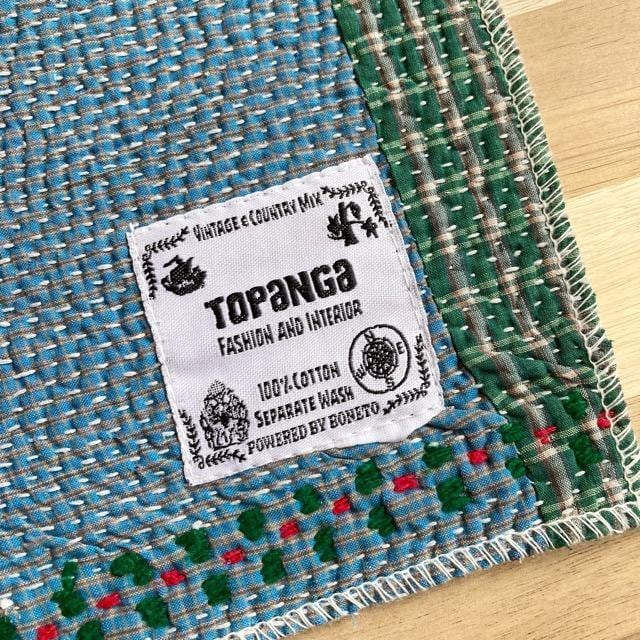 Vintage & Country Mix
TOPANGA
FASHION AND INTERIOR
100% COTTON
SEPARATE WASH
POWERED BY BONETO
N
E
S
W